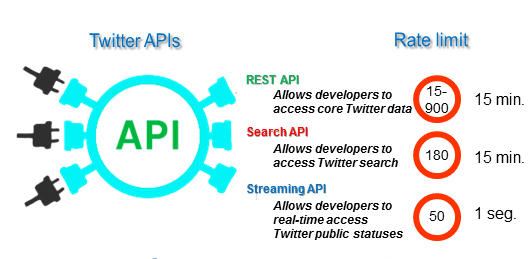 Twitter APIs
Rate limit
API
REST API
Allows developers to
access core Twitter data
15-
900
15 min.
Search API
Allows developers to
access Twitter search
180
15 min.
Streaming API
Allows developers to
real-time access
Twitter public statuses
50
1 seg.